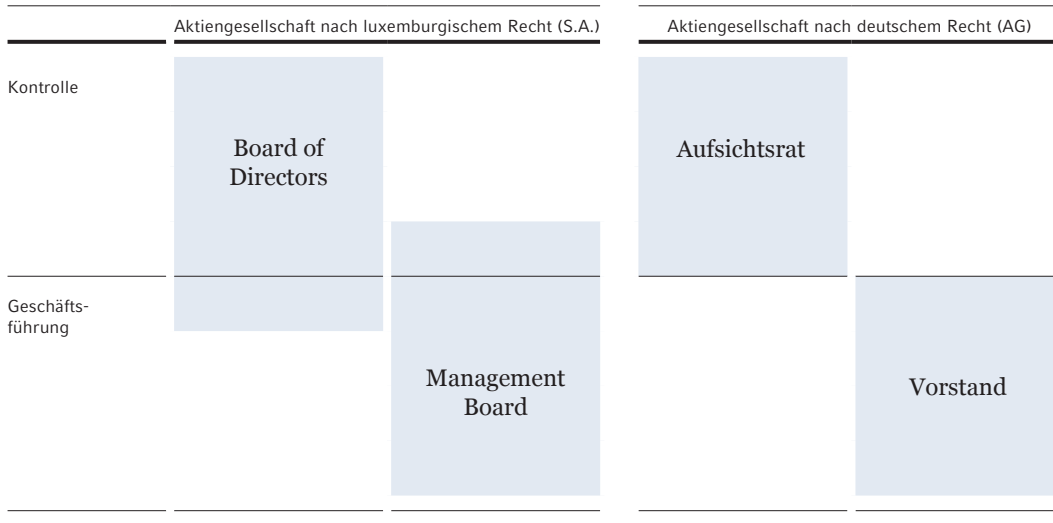 Aktiengesellschaft nach luxemburgischem Recht (S.A.)
Aktiengesellschaft nach deutschem Recht (AG)
Kontrolle
Board of
Directors
Aufsichtsrat
Geschäfts-
führung
Management
Board
Vorstand